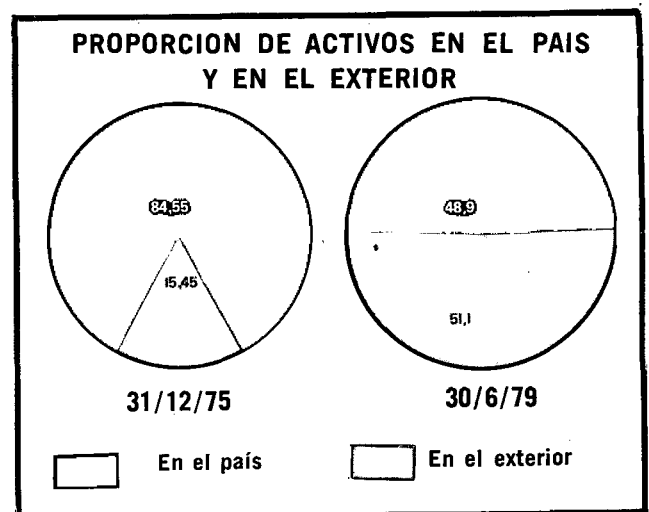 PROPORCION DE ACTIVOS EN EL PAIS
Y EN EL EXTERIOR
84,55
15,45
31/12/75
48,9
51,1
30/6/79
En el país
En el exterior